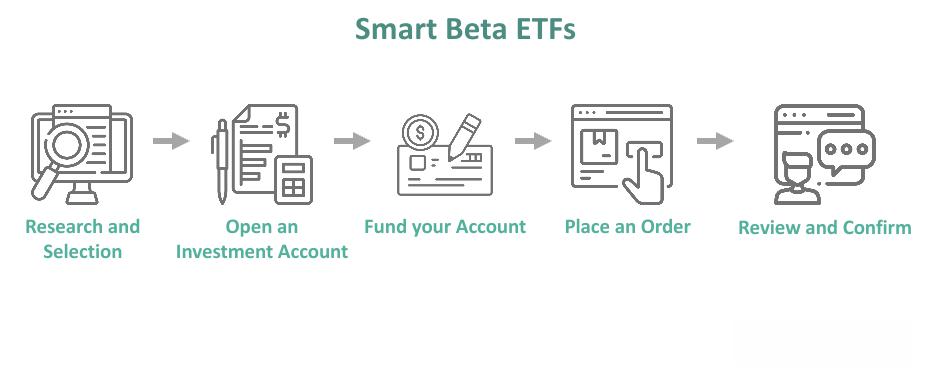 Smart Beta ETFs
$
$
Research and
Selection
Open an
Investment Account
Fund your Account
Place an Order
Review and Confirm